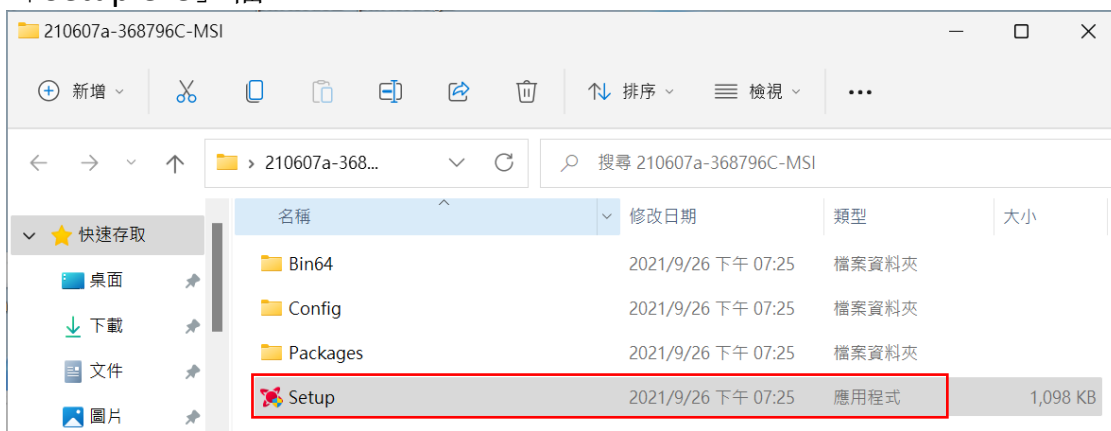 210607a-368796C-MSI
新增 排序 檢視
210607a-368... 搜尋 210607a-368796C-MSI
名稱 修改日期 類型 大小
快速存取
Bin64 2021/9/26 下午 07:25 檔案資料夾
桌面
Config 2021/9/26 下午 07:25 檔案資料夾
下載
Packages 2021/9/26 下午 07:25 檔案資料夾
文件
Setup 2021/9/26 下午 07:25 應用程式 1,098 KB
圖片